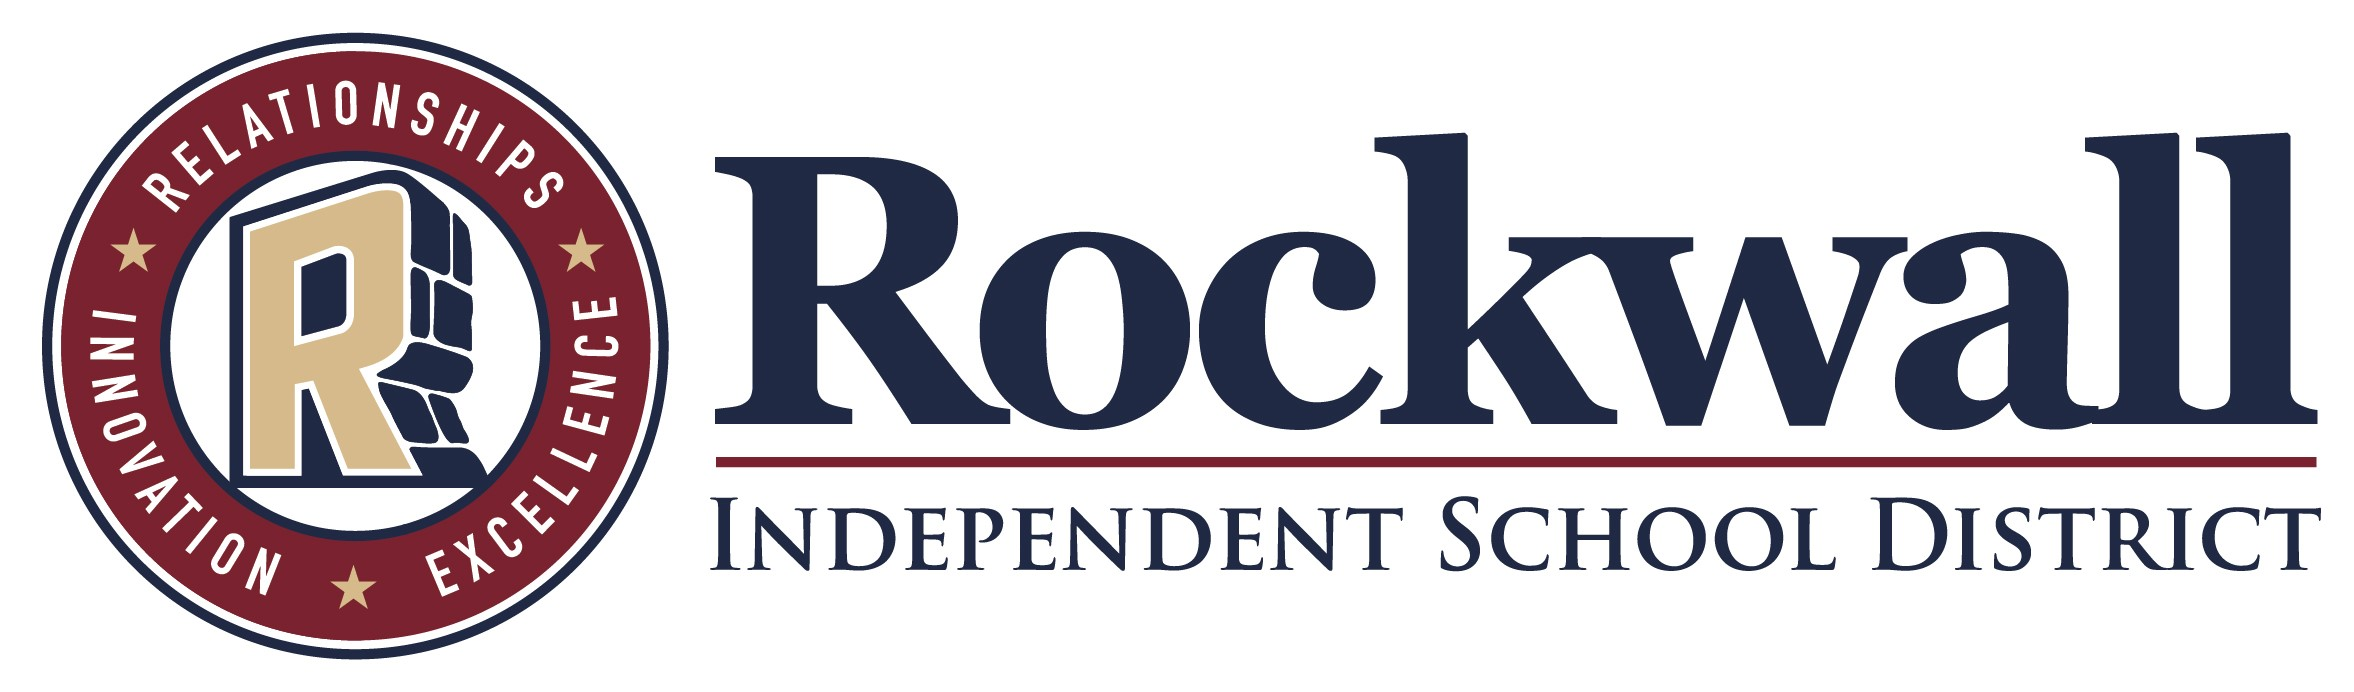 RELATIONSHIPS
INNOVATION
EXCELLENCE
R
Rockwall
INDEPENDENT SCHOOL DISTRICT